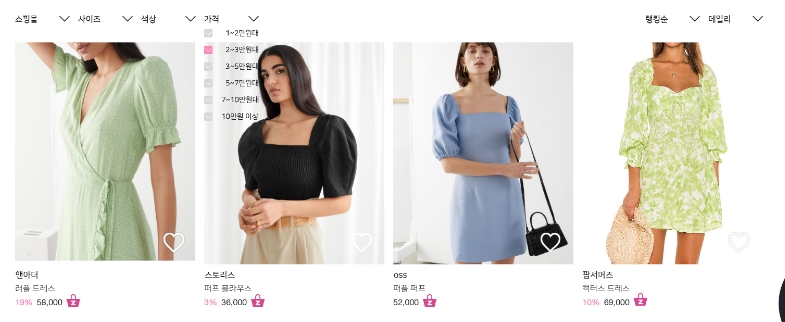 쇼핑몰 사이즈 색상 가격 랭킹순 데일리
1~2만원대
2~3만원대
3~5만원대
5~7만원대
7~10만원대
10만원 이상
앤아더 스토리스 oss 팜서머스
러플 드레스 퍼프 블라우스 퍼플 퍼프 캑터스 드레스
19% 58,000 3% 36,000 52,000 10% 69,000